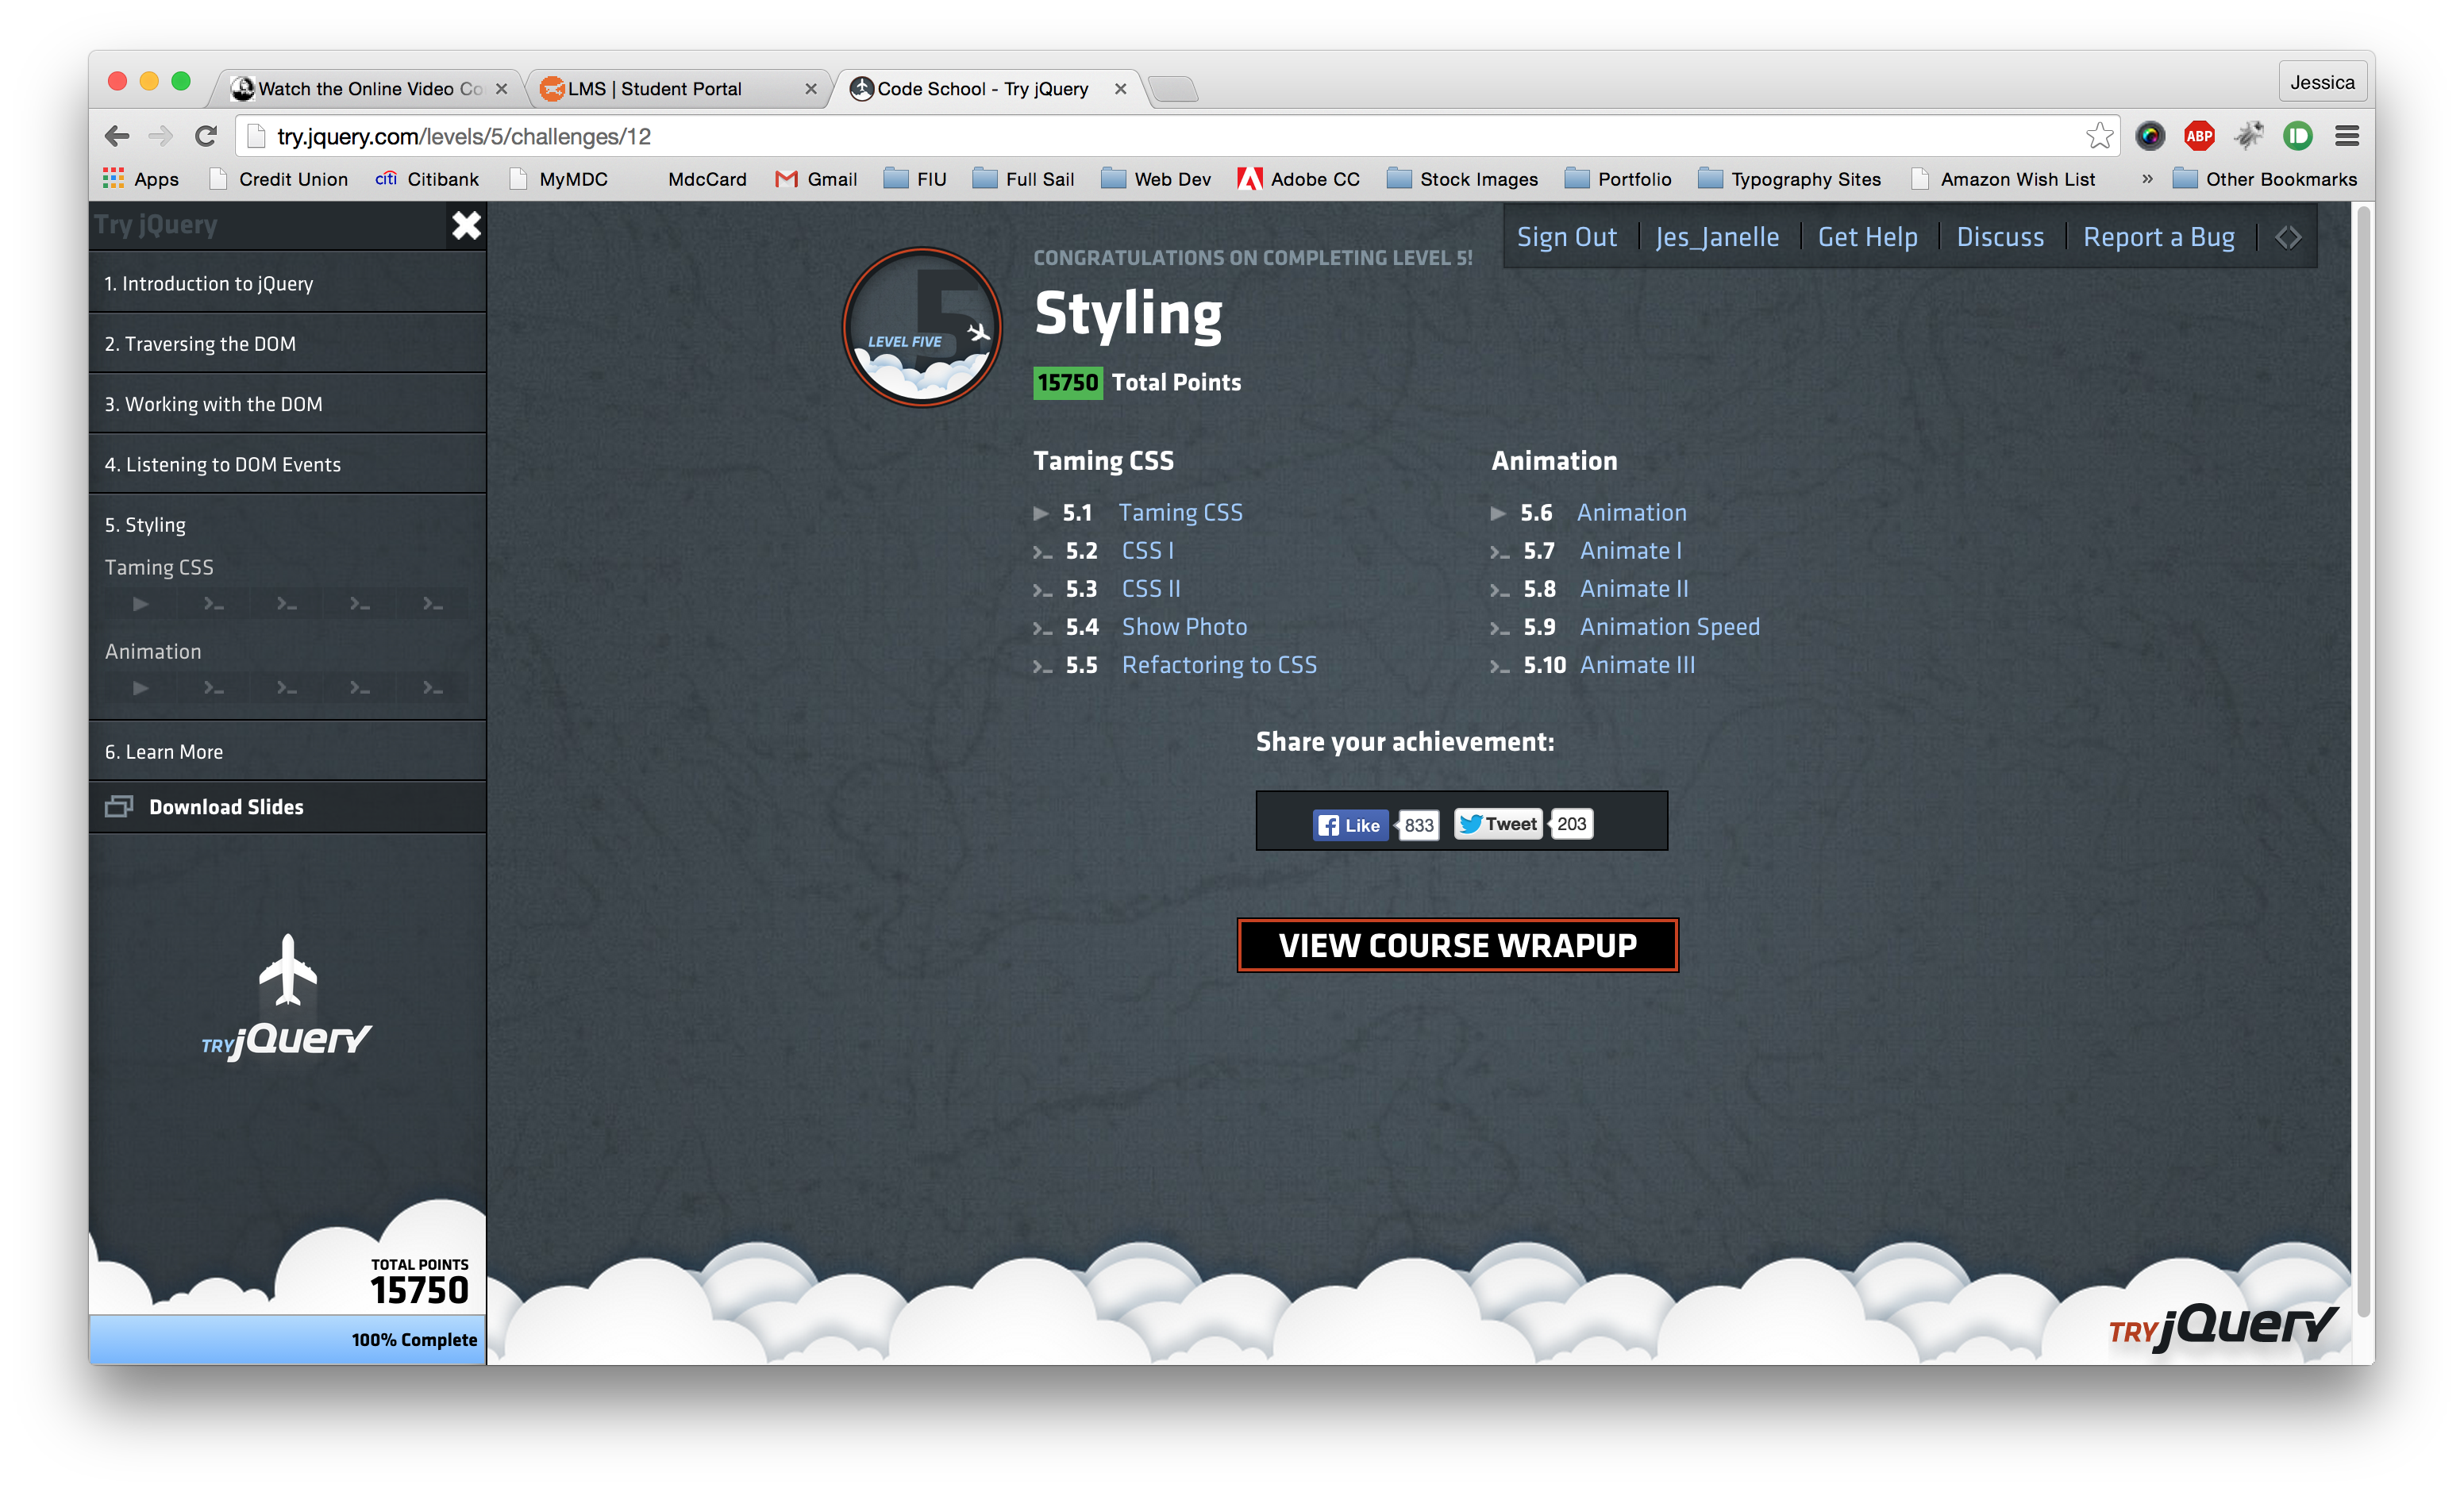 Watch the Online Video Co
LMS | Student Portal
Code School - Try jQuery
Jessica
try.jquery.com/levels/5/challenges/12
ABP
Apps
Credit Union
citi Citibank
MyMDC
MdcCard
Gmail
FIU
Full Sail
Web Dev
Adobe CC
Stock Images
Portfolio
Typography Sites
Amazon Wish List
»
Other Bookmarks
Try jQuery
1. Introduction to jQuery
2. Traversing the DOM
3. Working with the DOM
4. Listening to DOM Events
5. Styling
Taming CSS
Animation
6. Learn More
Download Slides
TRY jQuery
TOTAL POINTS
15750
100% Complete
Sign Out
Jes_Janelle
Get Help
Discuss
Report a Bug
5
LEVEL FIVE
CONGRATULATIONS ON COMPLETING LEVEL 5!
Styling
15750 Total Points
Taming CSS
5.1 Taming CSS
5.2 CSS I
5.3 CSS II
5.4 Show Photo
5.5 Refactoring to CSS
Animation
5.6 Animation
5.7 Animate I
5.8 Animate II
5.9 Animation Speed
5.10 Animate III
Share your achievement:
Like 833
Tweet 203
VIEW COURSE WRAPUP
TRY jQuery